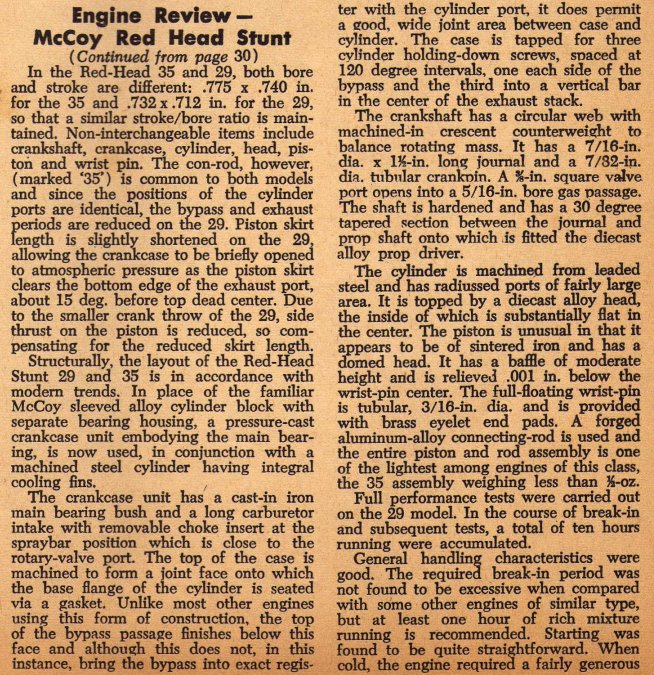 Engine Review —
McCoy Red Head Stunt
(Continued from page 30)
In the Red-Head 35 and 29, both bore
and stroke are different: .775 x .740 in.
for the 35 and .732 x .712 in. for the 29,
so that a similar stroke/bore ratio is main-
tained. Non-interchangeable items include
crankshaft, crankcase, cylinder, head, pis-
ton and wrist pin. The con-rod, however,
(marked '35') is common to both models
and since the positions of the cylinder
ports are identical, the bypass and exhaust
periods are reduced on the 29. Piston skirt
length is slightly shortened on the 29,
allowing the crankcase to be briefly opened
to atmospheric pressure as the piston skirt
clears the bottom edge of the exhaust port,
about 15 deg. before top dead center. Due
to the smaller crank throw of the 29, side
thrust on the piston is reduced, so com-
pensating for the reduced skirt length.
Structurally, the layout of the Red-Head
Stunt 29 and 35 is in accordance with
modern trends. In place of the familiar
McCoy sleeved alloy cylinder block with
separate bearing housing, a pressure-cast
crankcase unit embodying the main bear-
ing, is now used, in conjunction with a
machined steel cylinder having integral
cooling fins.
The crankcase unit has a cast-in iron
main bearing bush and a long carburetor
intake with removable choke insert at the
spraybar position which is close to the
rotary-valve port. The top of the case is
machined to form a joint face onto which
the base flange of the cylinder is seated
via a gasket. Unlike most other engines
using this form of construction, the top
of the bypass passage finishes below this
face and although this does not, in this
instance, bring the bypass into exact regis-
ter with the cylinder port, it does permit
a good, wide joint area between case and
cylinder. The case is tapped for three
cylinder holding-down screws, spaced at
120 degree intervals, one each side of the
bypass and the third into a vertical bar
in the center of the exhaust stack.
The crankshaft has a circular web with
machined-in crescent counterweight to
balance rotating mass. It has a 7/16-in.
dia. x long journal and a 7/32-in.
dia. tubular crankpin. A square valve
port opens into a 5/16-in. bore gas passage.
The shaft is hardened and has a 30 degree
tapered section between the journal and
prop shaft onto which is fitted the diecast
alloy prop driver.
The cylinder is machined from leaded
steel and has radiussed ports of fairly large
area. It is topped by a diecast alloy head,
the inside of which is substantially flat in
the center. The piston is unusual in that it
appears to be of sintered iron and has a
domed head. It has a baffle of moderate
height and is relieved .001 in. below the
wrist-pin center. The full-floating wrist-pin
is tubular, 3/16-in. dia. and is provided
with brass eyelet end pads. A forged
aluminum-alloy connecting-rod is used and
the entire piston and rod assembly is one
of the lightest among engines of this class,
the 35 assembly weighing less than
Full performance tests were carried out
on the 29 model. In the course of break-in
and subsequent tests, a total of ten hours
running were accumulated.
General handling characteristics were
good. The required break-in period was
not found to be excessive when compared
with some other engines of similar type,
but at least one hour of rich mixture
running is recommended. Starting was
found to be quite straightforward. When
cold, the engine required a fairly generous